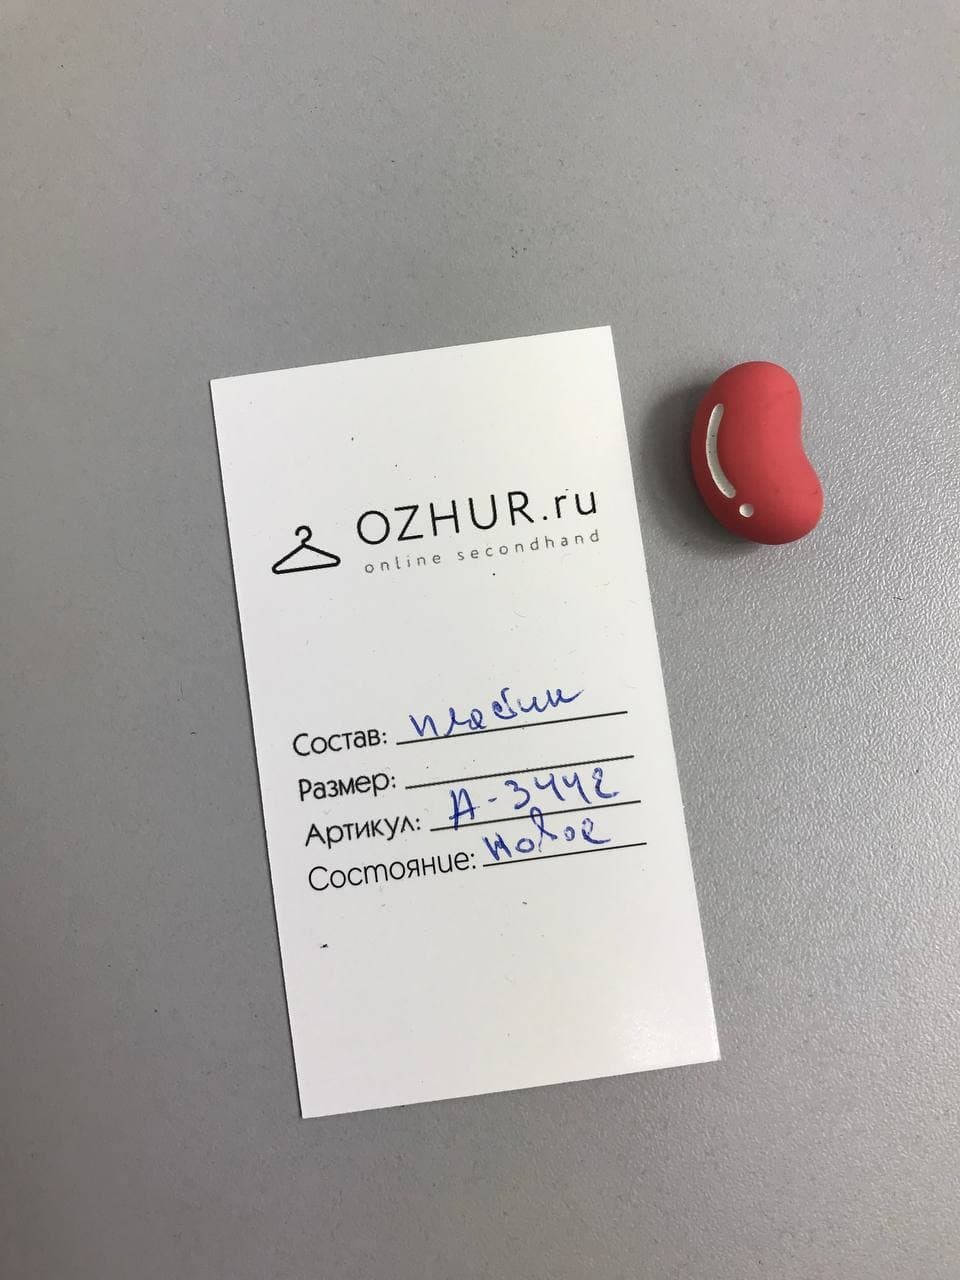 OZHUR.ru
online secondhand
Состав: пластик
Размер:
Артикул: А-3442
Состояние: новое